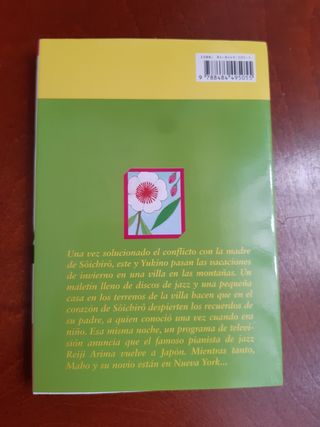 9 788484 495055
Una vez solucionado el conflicto con la madre
de Sôichirô, este y Yukino pasan las vacaciones
de invierno en una villa en las montañas. Un
maletín lleno de discos de jazz y una pequeña
casa en los terrenos de la villa hacen que en el
corazón de Sôichirô despierten los recuerdos de
su padre, a quien conoció una vez cuando era
niño. Esa misma noche, un programa de televi-
sión anuncia que el famoso pianista de jazz
Reiji Arima vuelve a Japón. Mientras tanto,
Maho y su novio están en Nueva York...